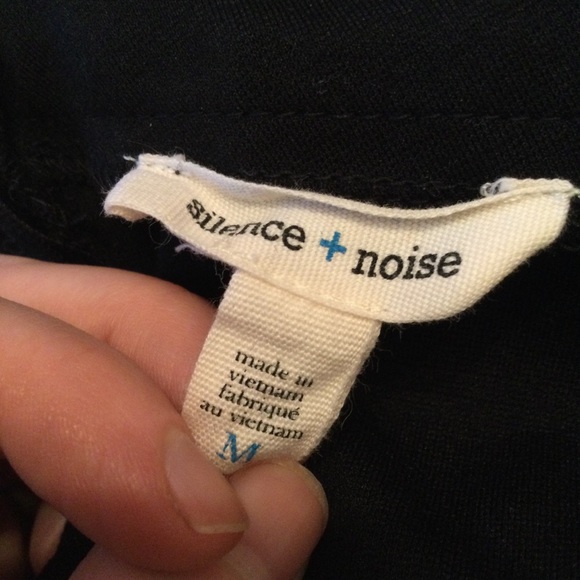 silence + noise
made in
vietnam
fabriqué
au vietnam
M